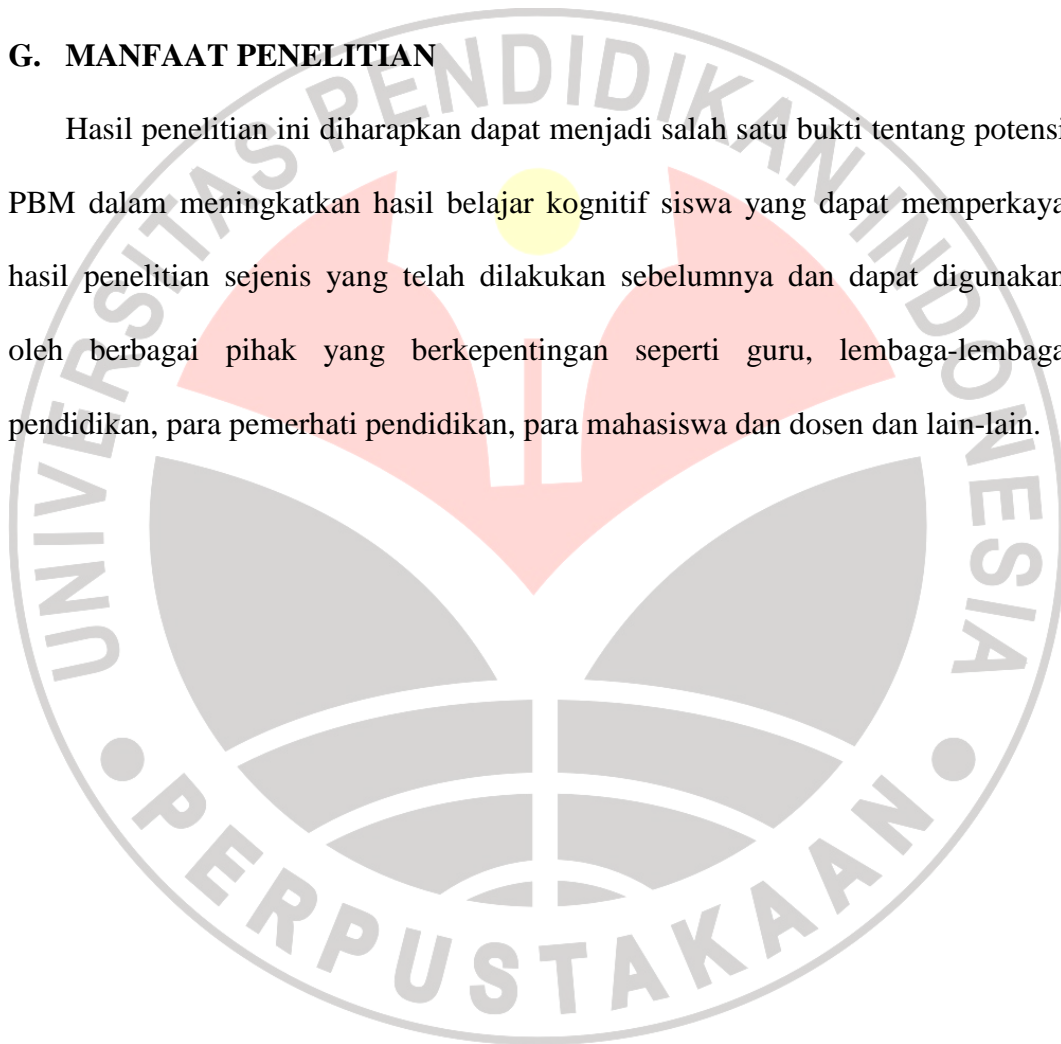 G. MANFAAT PENELITIAN
Hasil penelitian ini diharapkan dapat menjadi salah satu bukti tentang potensi
PBM dalam meningkatkan hasil belajar kognitif siswa yang dapat memperkaya
hasil penelitian sejenis yang telah dilakukan sebelumnya dan dapat digunakan
oleh berbagai pihak yang berkepentingan seperti guru, lembaga-lembaga
pendidikan, para pemerhati pendidikan, para mahasiswa dan dosen dan lain-lain.
UNIVERSITAS PENDIDIKAN INDONESIA
PERPUSTAKAAN